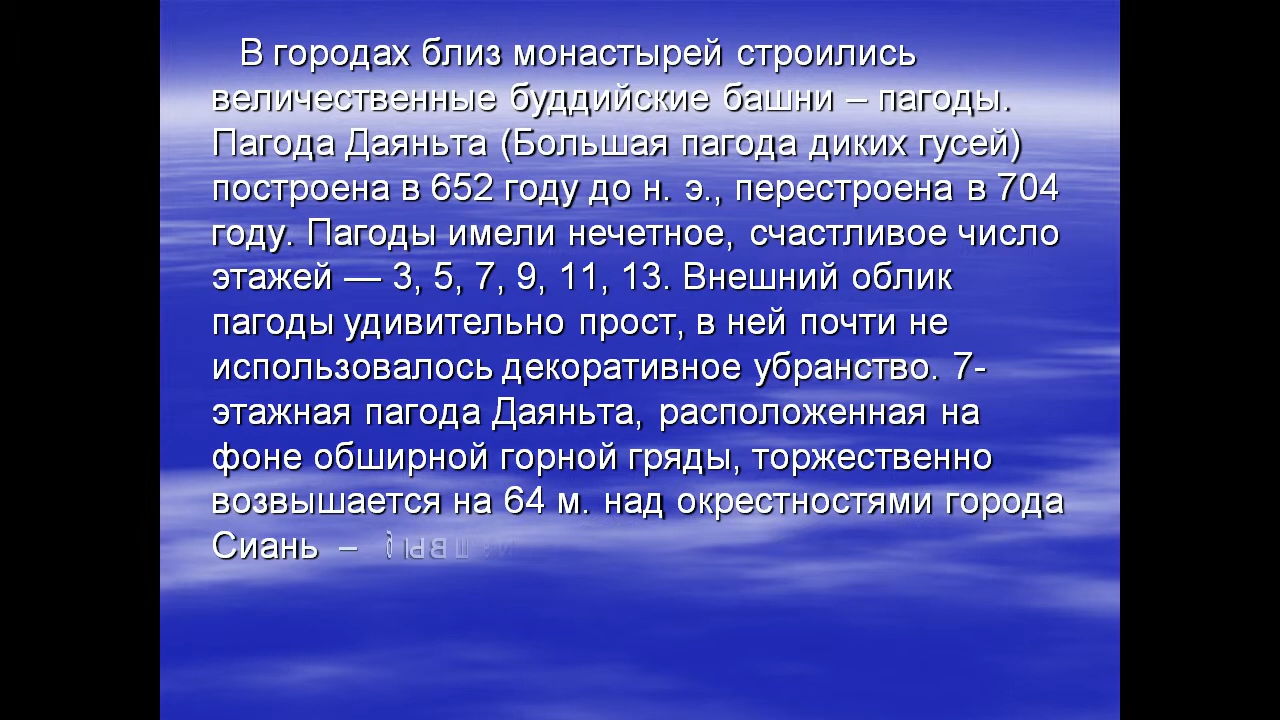 В городах близ монастырей строились
величественные буддийские башни – пагоды.
Пагода Даяньта (Большая пагода диких гусей)
построена в 652 году до н. э., перестроена в 704
году. Пагоды имели нечетное, счастливое число
этажей — 3, 5, 7, 9, 11, 13. Внешний облик
пагоды удивительно прост, в ней почти не
использовалось декоративное убранство. 7-
этажная пагода Даяньта, расположенная на
фоне обширной горной гряды, торжественно
возвышается на 64 м. над окрестностями города
Сиань –